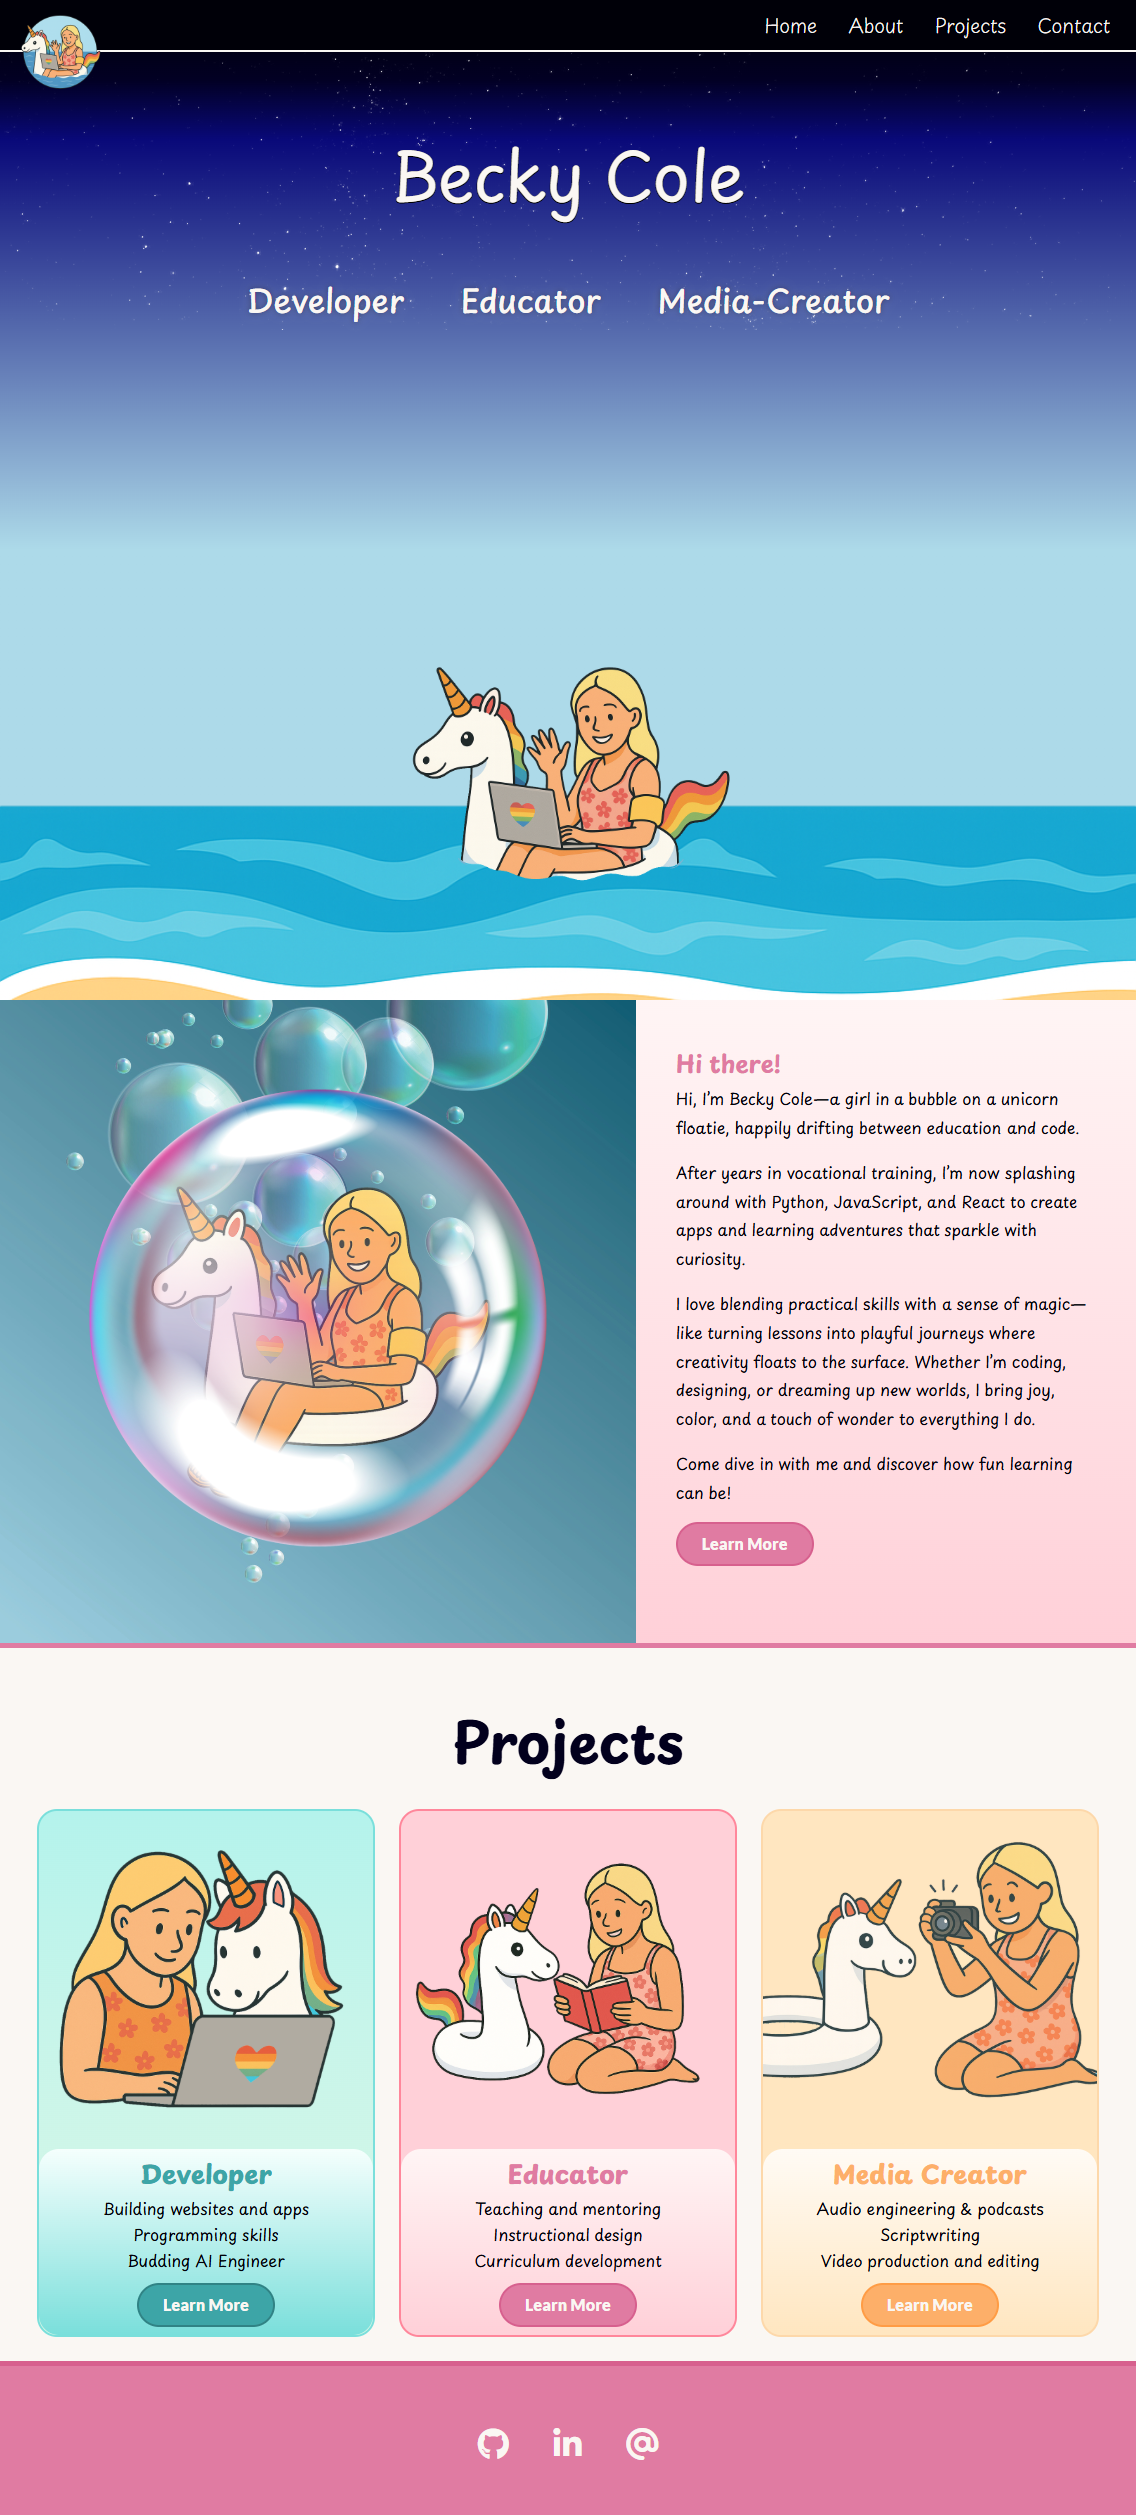 Home About Projects Contact
Becky Cole
Developer Educator Media-Creator
Hi there!
Hi, I'm Becky Cole—a girl in a bubble on a unicorn
floatie, happily drifting between education and code.
After years in vocational training, I'm now splashing
around with Python, JavaScript, and React to create
apps and learning adventures that sparkle with
curiosity.
I love blending practical skills with a sense of magic—
like turning lessons into playful journeys where
creativity floats to the surface. Whether I'm coding,
designing, or dreaming up new worlds, I bring joy,
color, and a touch of wonder to everything I do.
Come dive in with me and discover how fun learning
can be!
Learn More
Projects
Developer
Building websites and apps
Programming skills
Budding AI Engineer
Learn More
Educator
Teaching and mentoring
Instructional design
Curriculum development
Learn More
Media Creator
Audio engineering & podcasts
Scriptwriting
Video production and editing
Learn More
in @